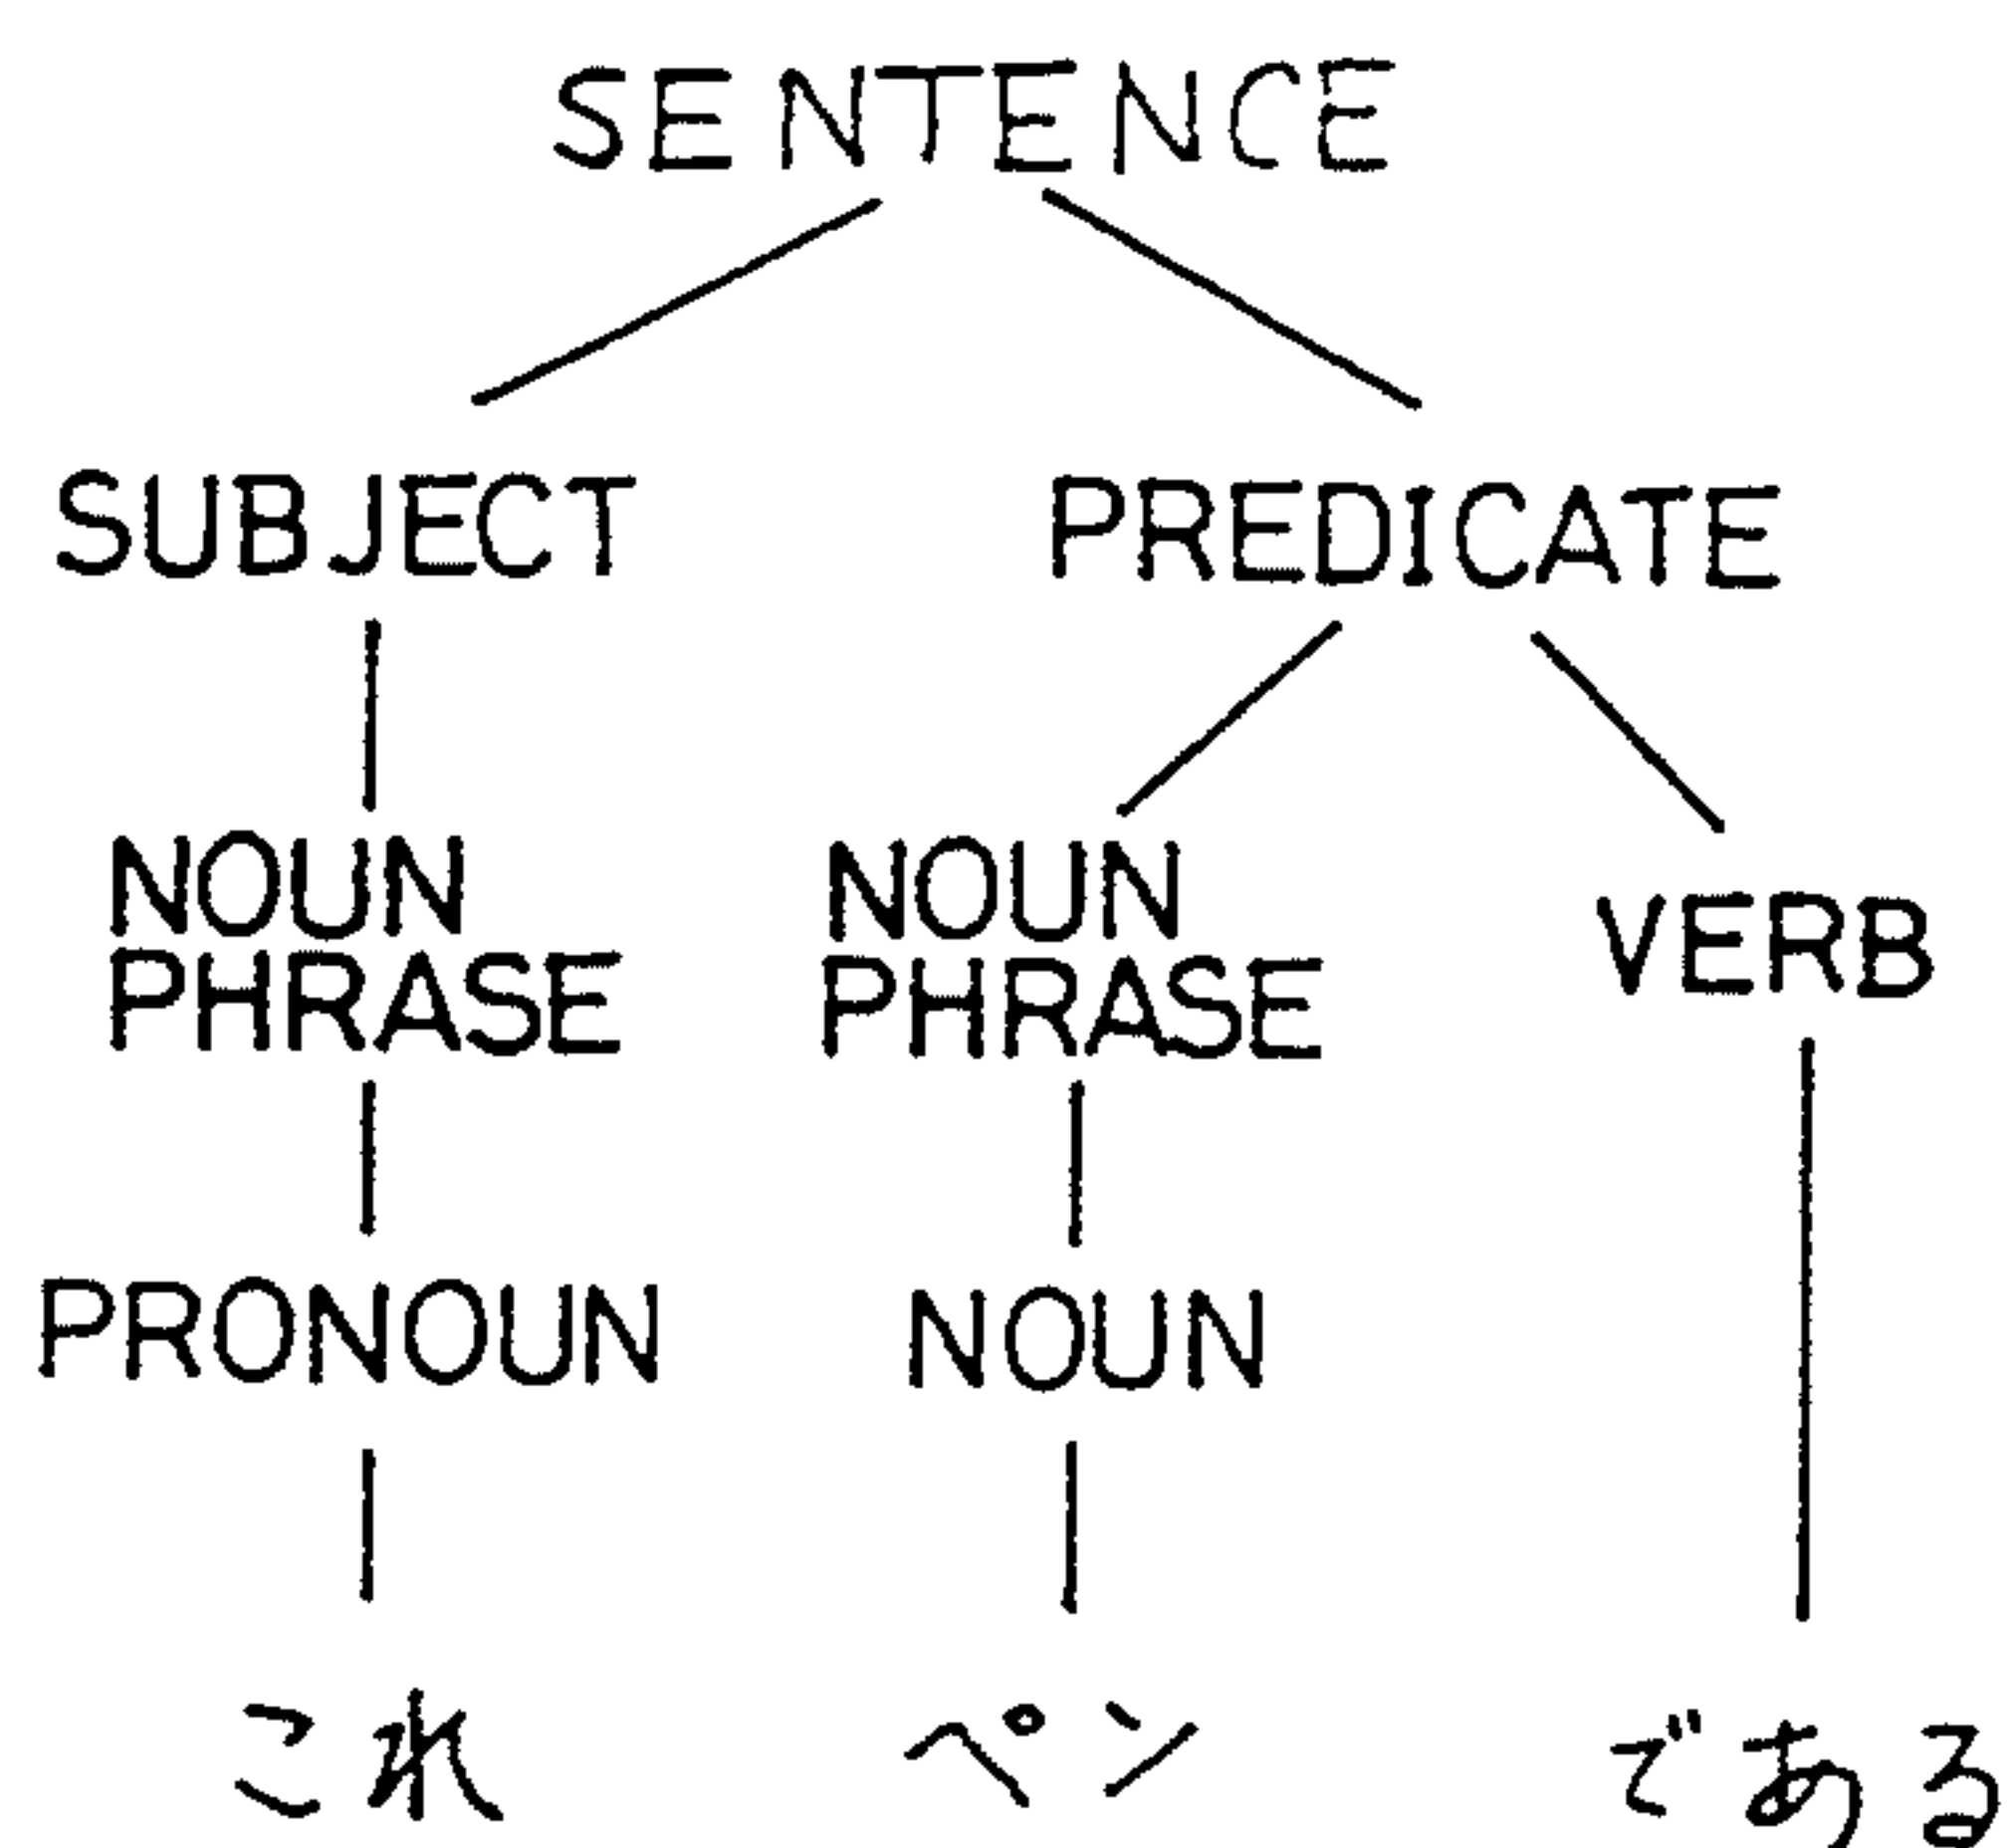 SENTENCE
SUBJECT PREDICATE
NOUN PHRASE NOUN PHRASE VERB
PRONOUN NOUN
これ ペン である